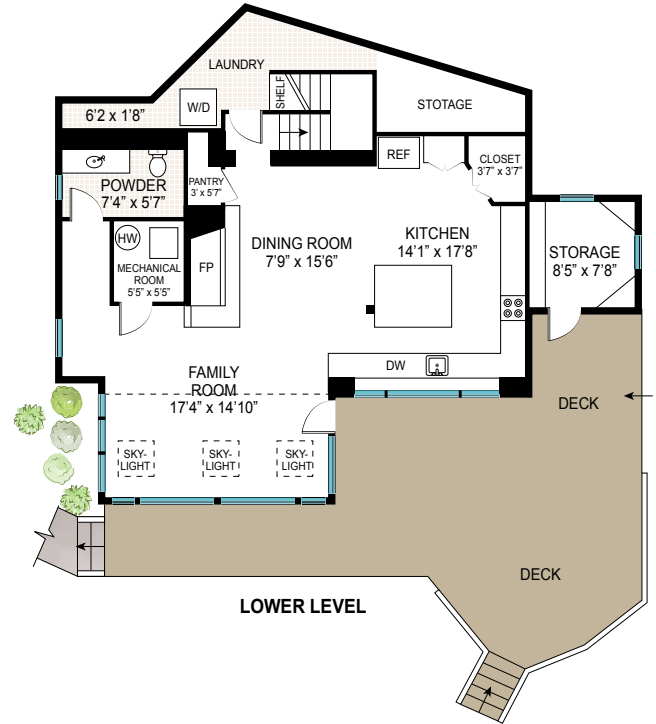 LAUNDRY
SHELF
W/D
6'2 x 1'8"
STOTAGE
REF
CLOSET
3'7" x 3'7"
POWDER
7'4" x 5'7"
PANTRY
3' x 5'7"
HW
MECHANICAL
ROOM
5'5" x 5'5"
FP
DINING ROOM
7'9" x 15'6"
KITCHEN
14'1" x 17'8"
STORAGE
8'5" x 7'8"
DW
FAMILY
ROOM
17'4" x 14'10"
SKY-
LIGHT
SKY-
LIGHT
SKY-
LIGHT
DECK
DECK
LOWER LEVEL